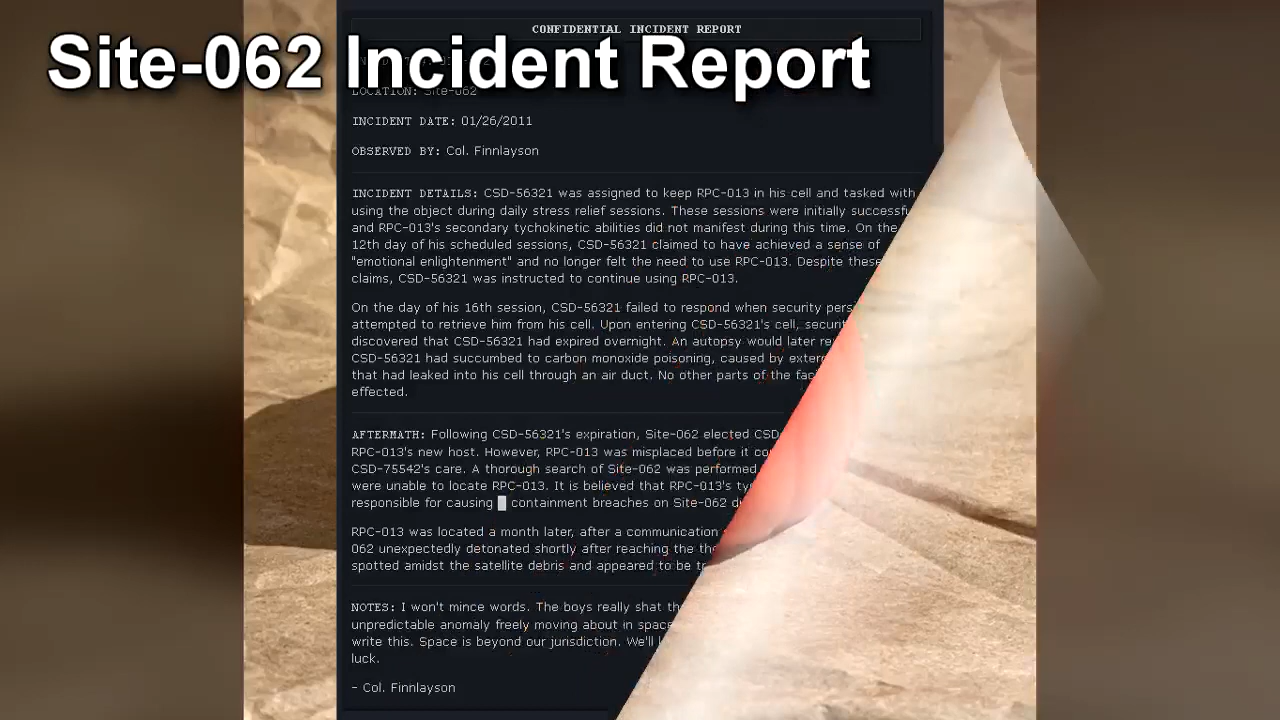 Site-062 Incident Report
CONFIDENTIAL INCIDENT REPORT
LOCATION: Site-062
INCIDENT DATE: 01/26/2011
OBSERVED BY: Col. Finnlayson
INCIDENT DETAILS: CSD-56321 was assigned to keep RPC-013 in his cell and tasked with
using the object during daily stress relief sessions. These sessions were initially
and RPC-013's secondary tychokinetic abilities did not manifest during this time. On the
12th day of his scheduled sessions, CSD-56321 claimed to have achieved a sense of
"emotional enlightenment" and no longer felt the need to use RPC-013. Despite these
claims, CSD-56321 was instructed to continue using RPC-013.
On the day of his 16th session, CSD-56321 failed to respond when security
attempted to retrieve him from his cell. Upon entering CSD-56321's cell,
discovered that CSD-56321 had expired overnight. An autopsy would later
CSD-56321 had succumbed to carbon monoxide poisoning, caused by
that had leaked into his cell through an air duct. No other parts of the
effected.
AFTERMATH: Following CSD-56321's expiration, Site-062 elected
RPC-013's new host. However, RPC-013 was misplaced before it
CSD-75542's care. A thorough search of Site-062 was performed
were unable to locate RPC-013. It is believed that RPC-013's
responsible for causing █ containment breaches on Site-062
RPC-013 was located a month later, after a communication
062 unexpectedly detonated shortly after reaching the
spotted amidst the satellite debris and appeared to be
NOTES: I won't mince words. The boys really shat
unpredictable anomaly freely moving about in space
write this. Space is beyond our jurisdiction. We'll
luck.
– Col. Finnlayson